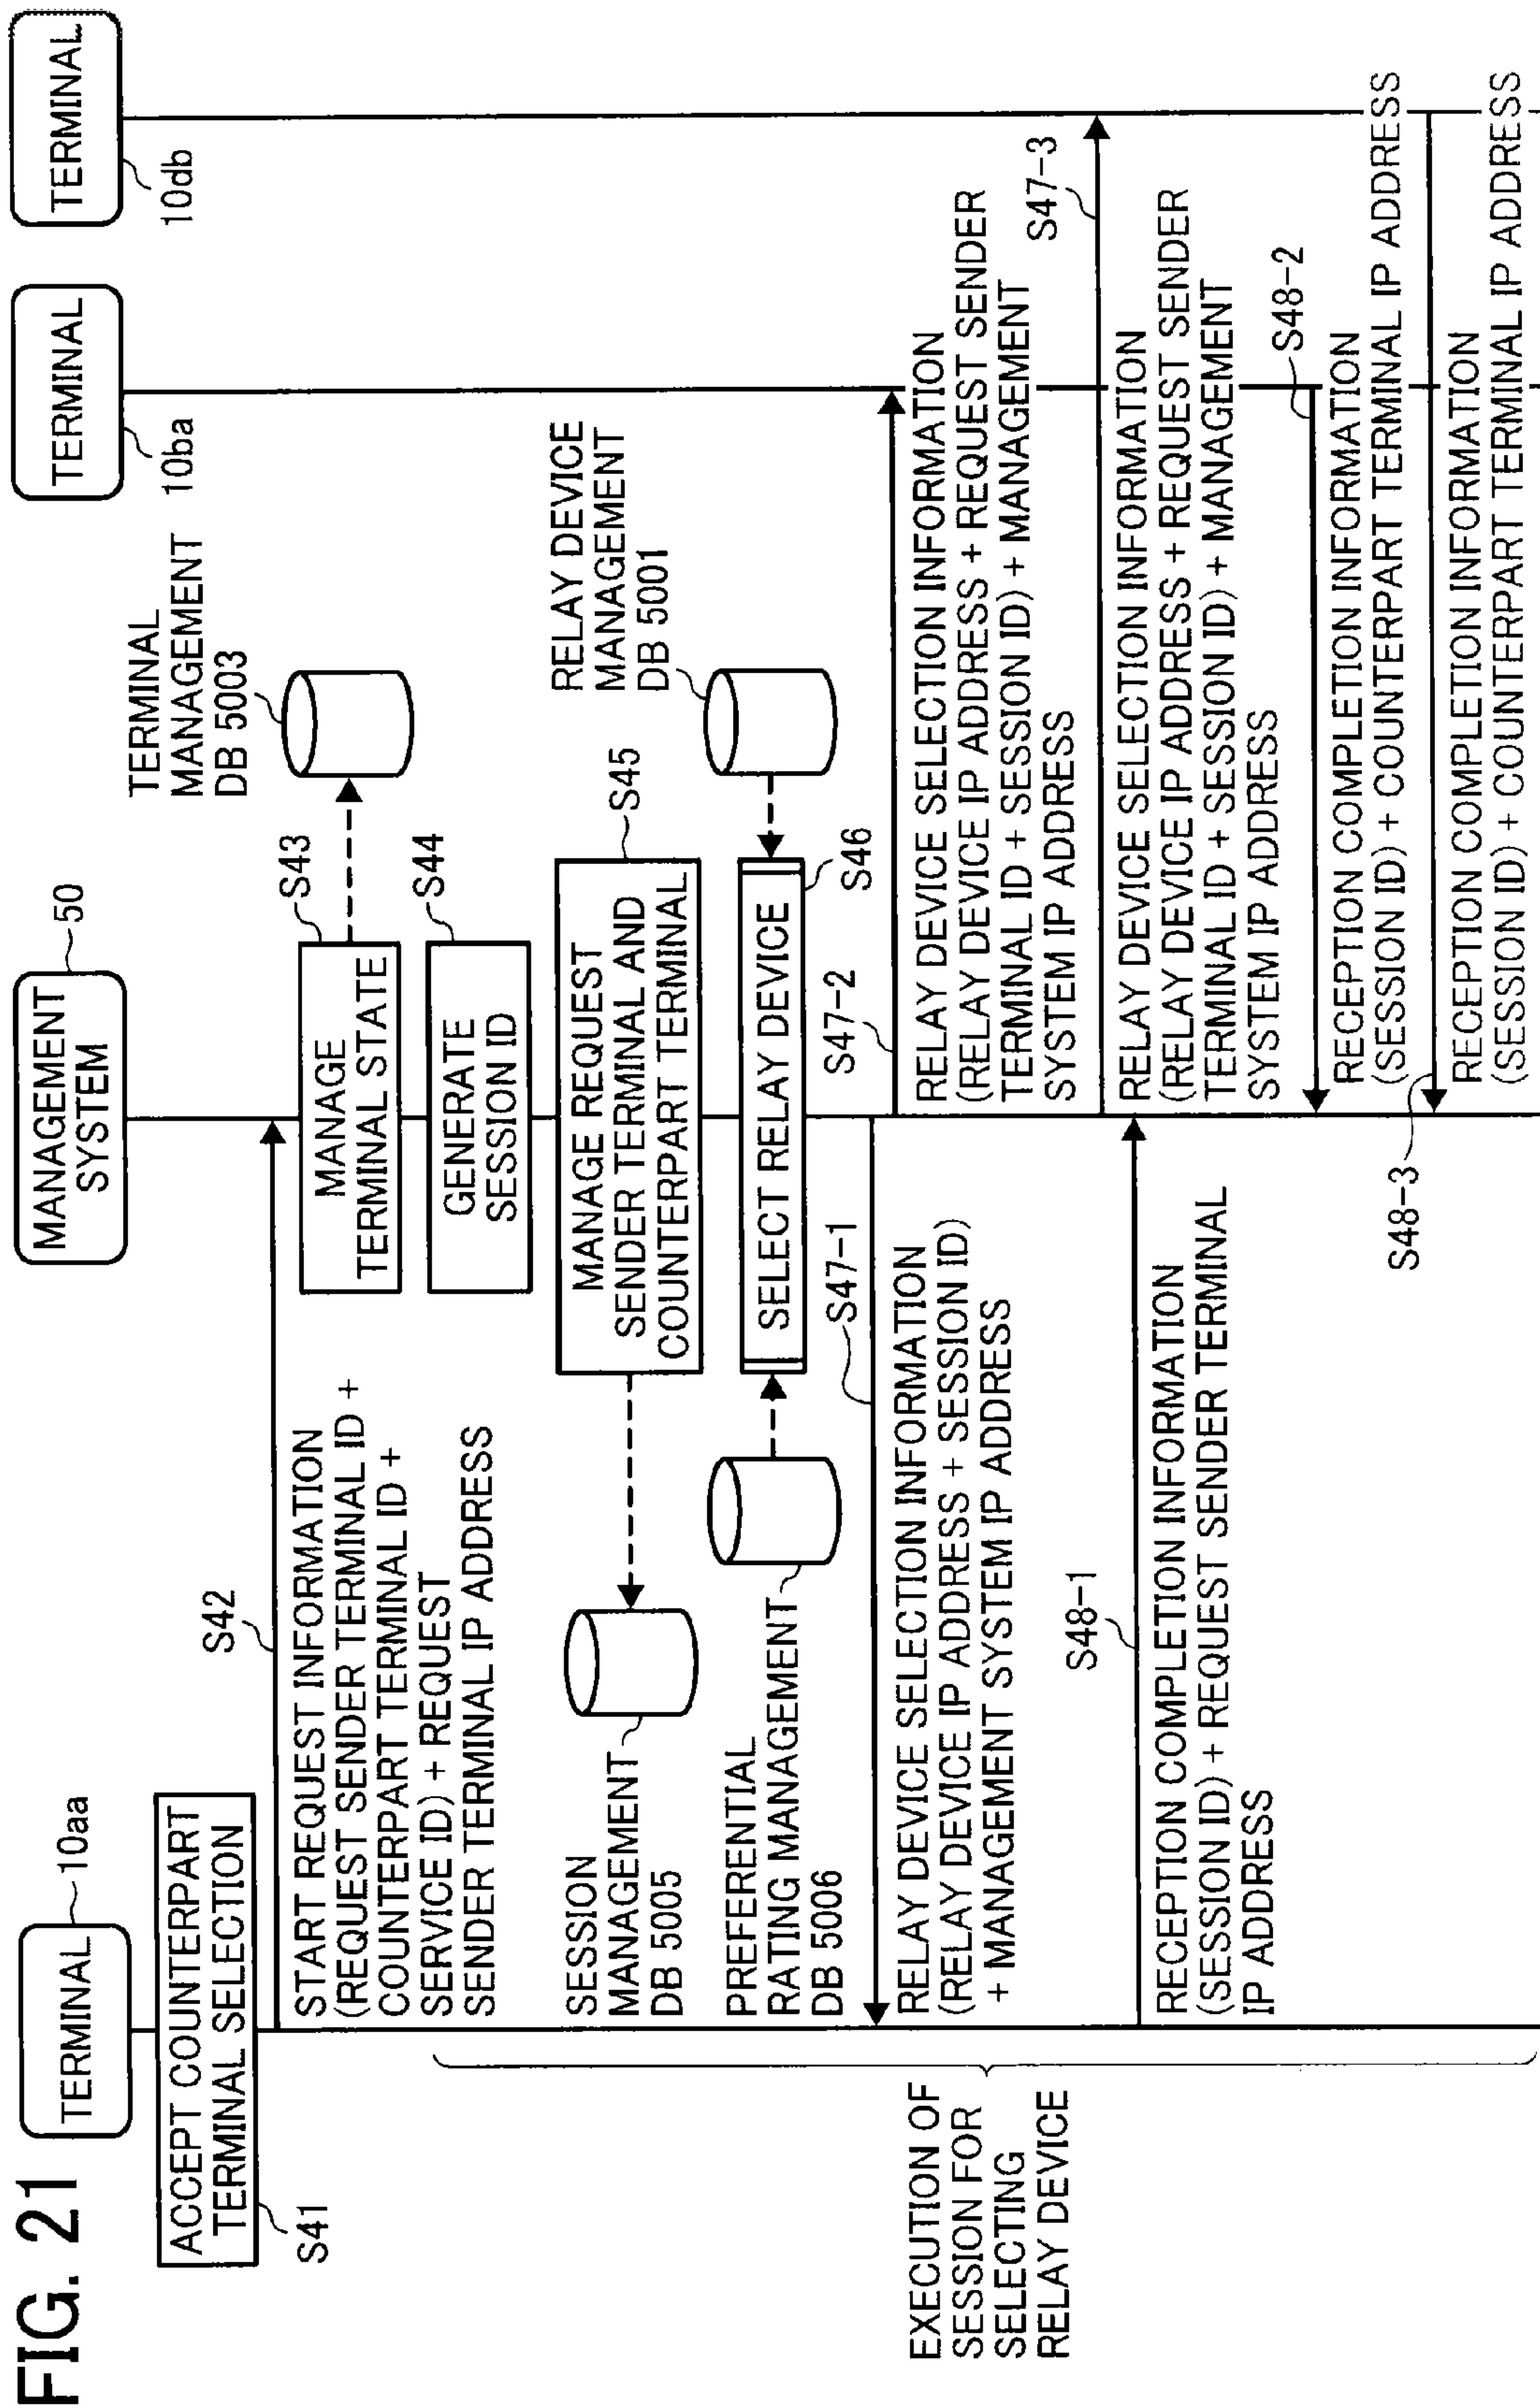 FIG. 21
TERMINAL
10aa
MANAGEMENT
SYSTEM
50
TERMINAL
10ba
TERMINAL
10db
ACCEPT COUNTERPART
TERMINAL SELECTION
S41
S42
START REQUEST INFORMATION
(REQUEST SENDER TERMINAL ID +
COUNTERPART TERMINAL ID +
SERVICE ID) + REQUEST
SENDER TERMINAL IP ADDRESS
MANAGE
TERMINAL STATE
S43
TERMINAL
MANAGEMENT
DB 5003
GENERATE
SESSION ID
S44
MANAGE REQUEST
SENDER TERMINAL AND
COUNTERPART TERMINAL
S45
SESSION
MANAGEMENT
DB 5005
RELAY DEVICE
MANAGEMENT
DB 5001
SELECT RELAY DEVICE
S46
PREFERENTIAL
RATING MANAGEMENT
DB 5006
S47-1
RELAY DEVICE SELECTION INFORMATION
(RELAY DEVICE IP ADDRESS + SESSION ID)
+ MANAGEMENT SYSTEM IP ADDRESS
S47-2
RELAY DEVICE SELECTION INFORMATION
(RELAY DEVICE IP ADDRESS + REQUEST SENDER
TERMINAL ID + SESSION ID) + MANAGEMENT
SYSTEM IP ADDRESS
S47-3
RELAY DEVICE SELECTION INFORMATION
(RELAY DEVICE IP ADDRESS + REQUEST SENDER
TERMINAL ID + SESSION ID) + MANAGEMENT
SYSTEM IP ADDRESS
EXECUTION OF
SESSION FOR
SELECTING
RELAY DEVICE
S48-1
RECEPTION COMPLETION INFORMATION
(SESSION ID) + REQUEST SENDER TERMINAL
IP ADDRESS
S48-2
RECEPTION COMPLETION INFORMATION
(SESSION ID) + COUNTERPART TERMINAL IP ADDRESS
S48-3
RECEPTION COMPLETION INFORMATION
(SESSION ID) + COUNTERPART TERMINAL IP ADDRESS